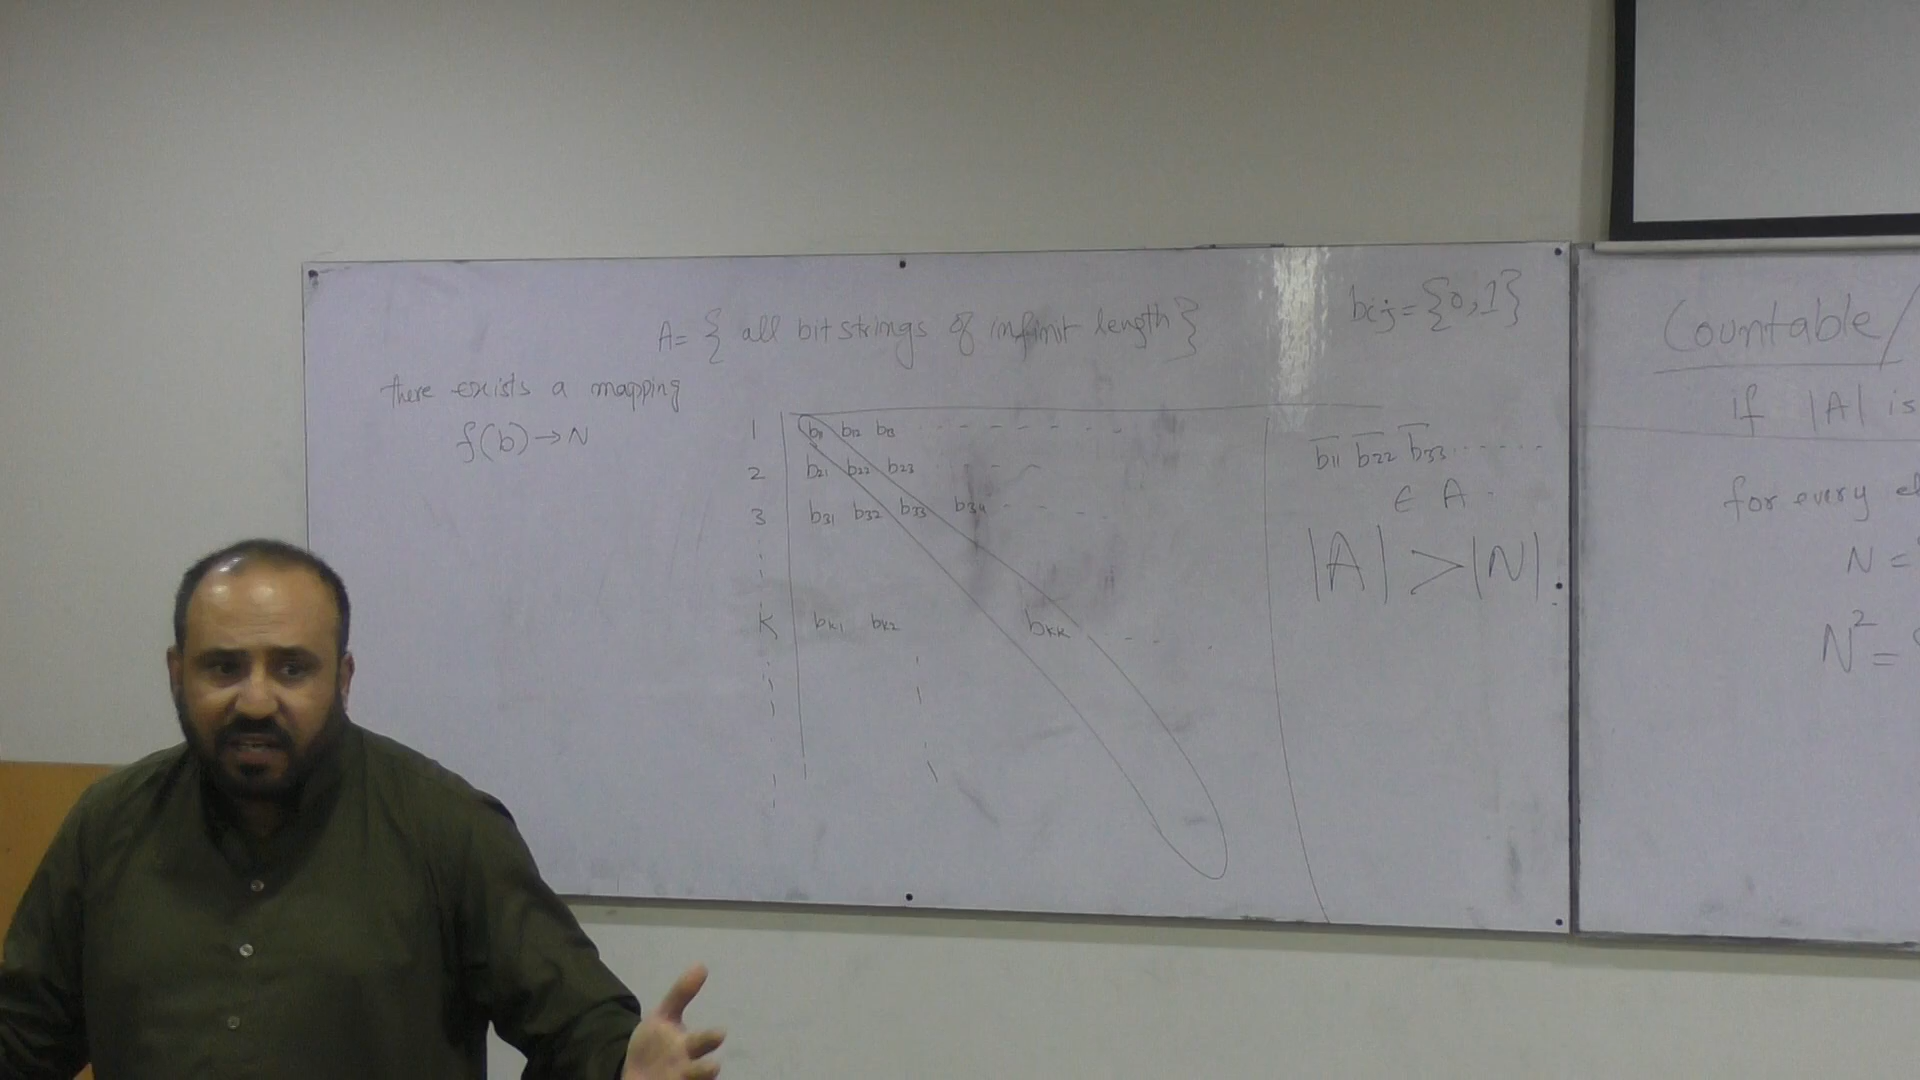 A = { all bit strings of infinit length }
bij = {0,1}
there exists a mapping
f(b) → N
1 b11 b12 b13 - - - - - -
2 b21 b22 b23 - - -
3 b31 b32 b33 b34 - - - -
K bk1 bk2 bkk - - -
b̅11 b̅22 b̅33 ......
∈ A.
|A| > |N|.
Countable/
if |A| is
for every el
N =
N² =